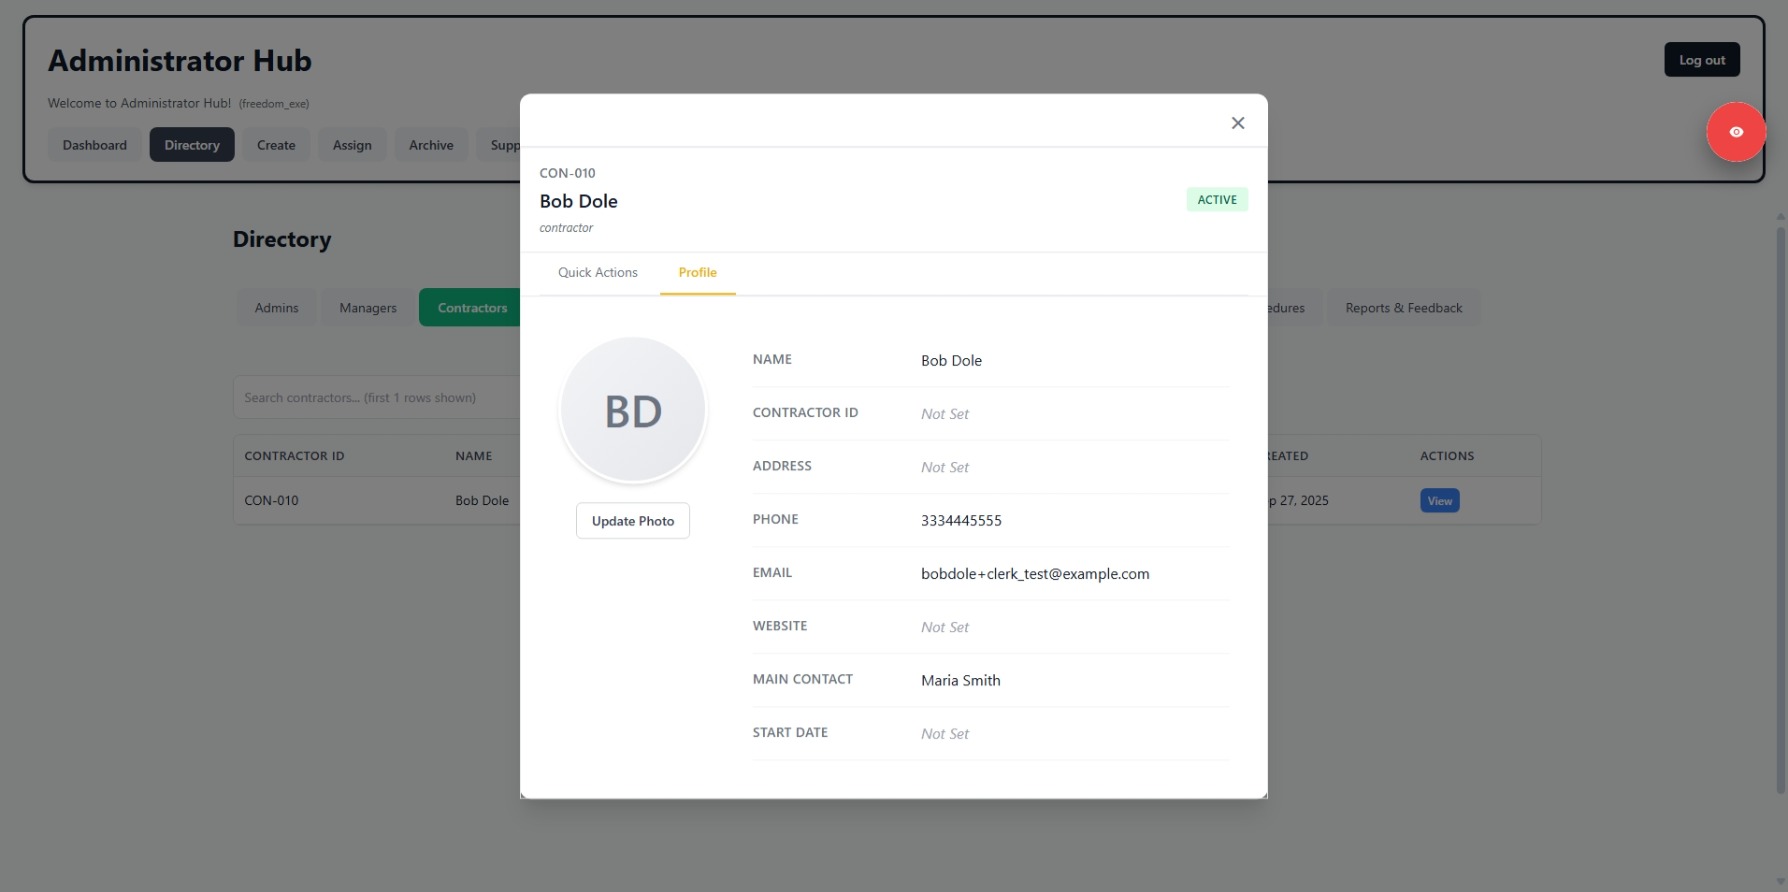 Administrator Hub
Log out
Welcome to Administrator Hub! (freedom_exe)
Dashboard Directory Create Assign Archive
CON-010
Bob Dole
contractor
ACTIVE
Quick Actions Profile
BD
Update Photo
NAME Bob Dole
CONTRACTOR ID Not Set
ADDRESS Not Set
PHONE 3334445555
EMAIL bobdole+clerk_test@example.com
WEBSITE Not Set
MAIN CONTACT Maria Smith
START DATE Not Set
Directory
Admins Managers Contractors Reports & Feedback
Search contractors... (first 1 rows shown)
CONTRACTOR ID NAME ACTIONS
CON-010 Bob Dole 27, 2025 View